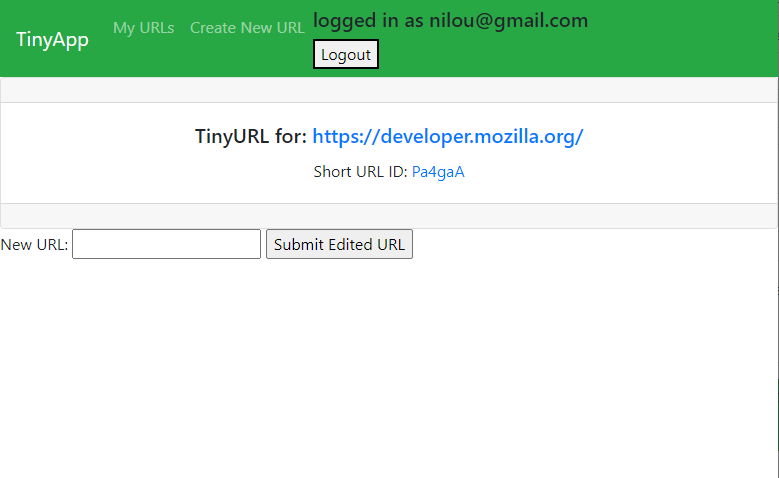 TinyApp My URLs Create New URL logged in as nilou@gmail.com
Logout
TinyURL for: https://developer.mozilla.org/
Short URL ID: Pa4gaA
New URL: Submit Edited URL